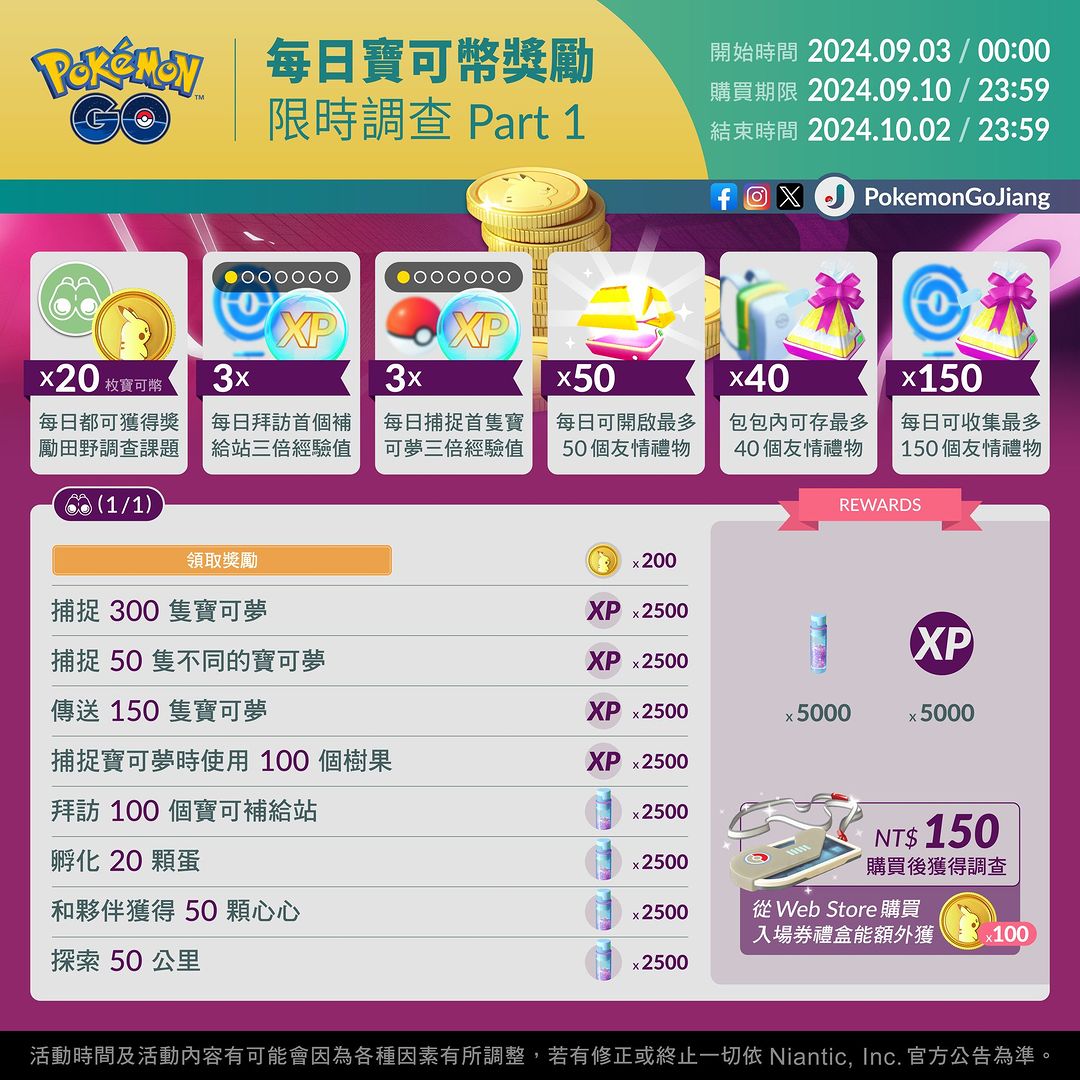 POKéMON
GO
TM
每日寶可幣獎勵
限時調查 Part 1
開始時間 2024.09.03 / 00:00
購買期限 2024.09.10 / 23:59
結束時間 2024.10.02 / 23:59
PokemonGoJiang
x20 枚寶可幣
每日都可獲得獎
勵田野調查課題
XP
3x
每日拜訪首個補
給站三倍經驗值
XP
3x
每日捕捉首隻寶
可夢三倍經驗值
x50
每日可開啟最多
50 個友情禮物
x40
包包內可存最多
40 個友情禮物
x150
每日可收集最多
150 個友情禮物
(1/1)
領取獎勵 x200
捕捉 300 隻寶可夢 XP x2500
捕捉 50 隻不同的寶可夢 XP x2500
傳送 150 隻寶可夢 XP x2500
捕捉寶可夢時使用 100 個樹果 XP x2500
拜訪 100 個寶可補給站 x2500
孵化 20 顆蛋 x2500
和夥伴獲得 50 顆心心 x2500
探索 50 公里 x2500
REWARDS
XP
x5000 x5000
NT$ 150
購買後獲得調查
從 Web Store 購買
入場券禮盒能額外獲
x100
活動時間及活動內容有可能會因為各種因素有所調整，若有修正或終止一切依 Niantic, Inc. 官方公告為準。